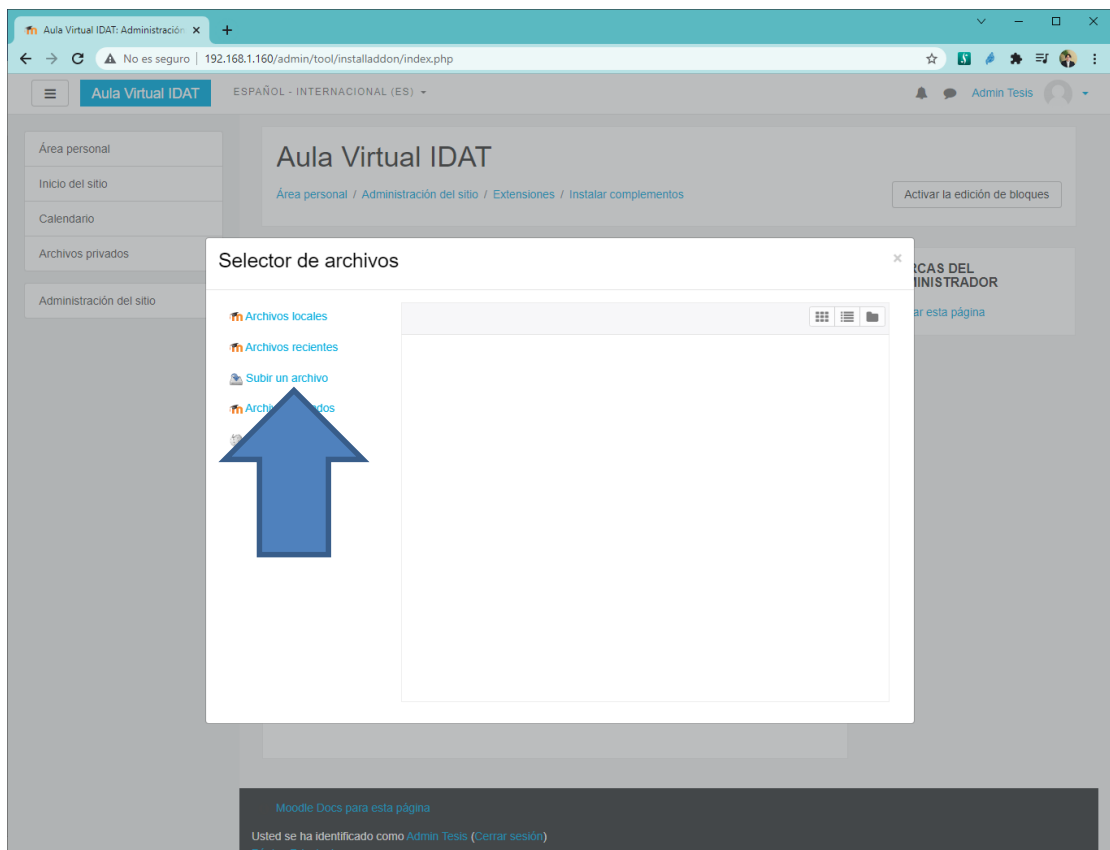 Aula Virtual IDAT: Administración
No es seguro | 192.168.1.160/admin/tool/installaddon/index.php
Aula Virtual IDAT ESPAÑOL - INTERNACIONAL (ES) Admin Tesis
Área personal
Inicio del sitio
Calendario
Archivos privados
Administración del sitio
Aula Virtual IDAT
Área personal / Administración del sitio / Extensiones / Instalar complementos
Activar la edición de bloques
Selector de archivos
Archivos locales
Archivos recientes
Subir un archivo
RCAS DEL
INISTRADOR
ar esta página
Moodle Docs para esta página
Usted se ha identificado como Admin Tesis (Cerrar sesión)